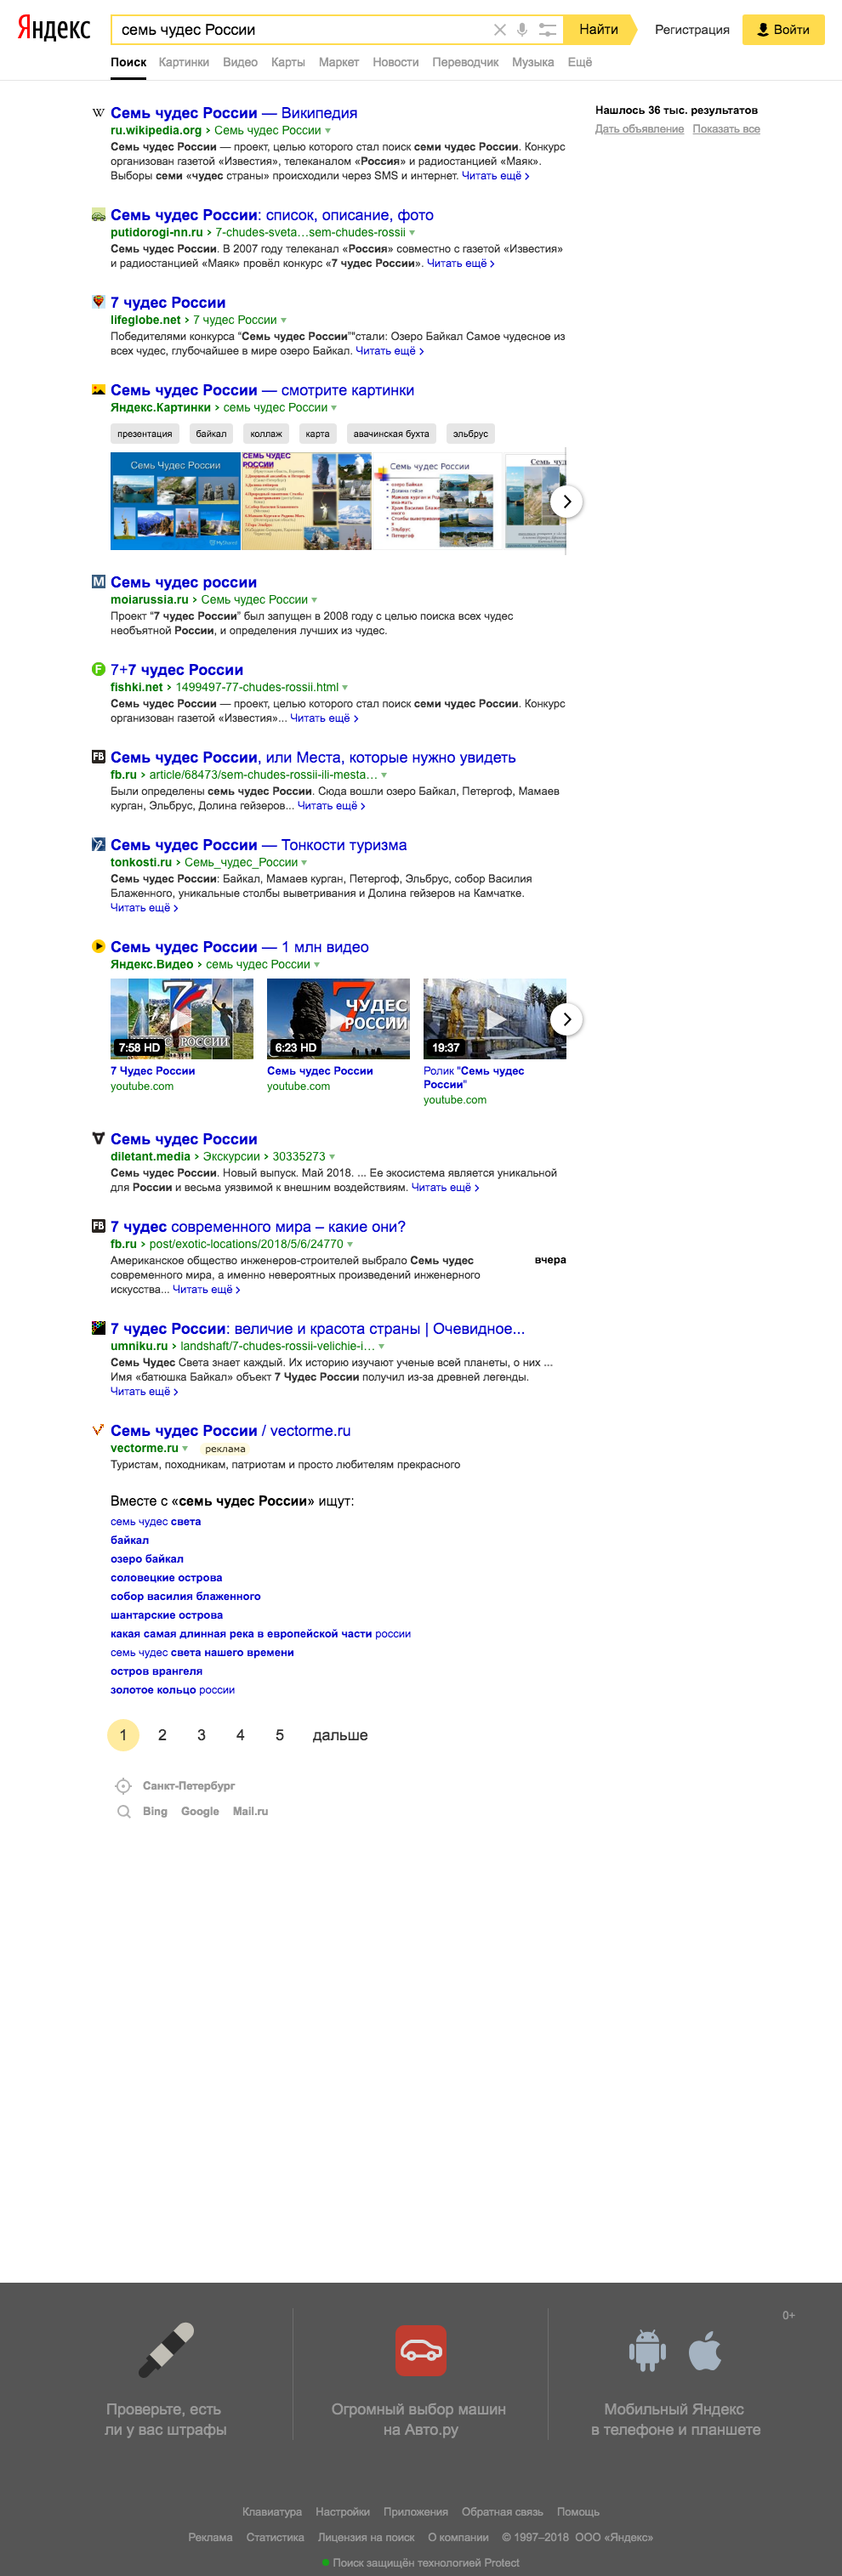 Яндекс
семь чудес России
Найти
Регистрация
Войти
Поиск Картинки Видео Карты Маркет Новости Переводчик Музыка Ещё
Нашлось 36 тыс. результатов
Дать объявление Показать все
Семь чудес России — Википедия
ru.wikipedia.org › Семь чудес России
Семь чудес России — проект, целью которого стал поиск семи чудес России. Конкурс
организован газетой «Известия», телеканалом «Россия» и радиостанцией «Маяк».
Выборы семи «чудес страны» происходили через SMS и интернет. Читать ещё ›
Семь чудес России: список, описание, фото
putidorogi-nn.ru › 7-chudes-sveta…sem-chudes-rossii
Семь чудес России. В 2007 году телеканал «Россия» совместно с газетой «Известия»
и радиостанцией «Маяк» провёл конкурс «7 чудес России». Читать ещё ›
7 чудес России
lifeglobe.net › 7 чудес России
Победителями конкурса “Семь чудес России”"стали: Озеро Байкал Самое чудесное из
всех чудес, глубочайшее в мире озеро Байкал. Читать ещё ›
Семь чудес России — смотрите картинки
Яндекс.Картинки › семь чудес России
презентация байкал коллаж карта авачинская бухта эльбрус
Семь Чудес России
MyShared
СЕМЬ ЧУДЕС
РОССИИ
Семь чудес России
озеро Байкал
Долина гейзеров
Эльбрус
Петергоф
Семь чудес россии
moiarussia.ru › Семь чудес России
Проект “7 чудес России” был запущен в 2008 году с целью поиска всех чудес
необъятной России, и определения лучших из чудес.
7+7 чудес России
fishki.net › 1499497-77-chudes-rossii.html
Семь чудес России — проект, целью которого стал поиск семи чудес России. Конкурс
организован газетой «Известия»... Читать ещё ›
Семь чудес России, или Места, которые нужно увидеть
fb.ru › article/68473/sem-chudes-rossii-ili-mesta…
Были определены семь чудес России. Сюда вошли озеро Байкал, Петергоф, Мамаев
курган, Эльбрус, Долина гейзеров... Читать ещё ›
Семь чудес России — Тонкости туризма
tonkosti.ru › Семь_чудес_России
Семь чудес России: Байкал, Мамаев курган, Петергоф, Эльбрус, собор Василия
Блаженного, уникальные столбы выветривания и Долина гейзеров на Камчатке.
Читать ещё ›
Семь чудес России — 1 млн видео
Яндекс.Видео › семь чудес России
7 РОССИИ
7 ЧУДЕС
РОССИИ
7:58 HD
6:23 HD
19:37
7 Чудес России
youtube.com
Семь чудес России
youtube.com
Ролик "Семь чудес
России"
youtube.com
Семь чудес России
diletant.media › Экскурсии › 30335273
Семь чудес России. Новый выпуск. Май 2018. ... Ее экосистема является уникальной
для России и весьма уязвимой к внешним воздействиям. Читать ещё ›
7 чудес современного мира – какие они?
fb.ru › post/exotic-locations/2018/5/6/24770
вчера
Американское общество инженеров-строителей выбрало Семь чудес
современного мира, а именно невероятных произведений инженерного
искусства... Читать ещё ›
7 чудес России: величие и красота страны | Очевидное...
umniku.ru › landshaft/7-chudes-rossii-velichie-i…
Семь Чудес Света знает каждый. Их историю изучают ученые всей планеты, о них ...
Имя «батюшка Байкал» объект 7 Чудес России получил из-за древней легенды.
Читать ещё ›
Семь чудес России / vectorme.ru
vectorme.ru реклама
Туристам, походникам, патриотам и просто любителям прекрасного
Вместе с «семь чудес России» ищут:
семь чудес света
байкал
озеро байкал
соловецкие острова
собор василия блаженного
шантарские острова
какая самая длинная река в европейской части россии
семь чудес света нашего времени
остров врангеля
золотое кольцо россии
1 2 3 4 5 дальше
Санкт-Петербург
Bing Google Mail.ru
0+
Проверьте, есть
ли у вас штрафы
Огромный выбор машин
на Авто.ру
Мобильный Яндекс
в телефоне и планшете
Клавиатура Настройки Приложения Обратная связь Помощь
Реклама Статистика Лицензия на поиск О компании © 1997–2018 ООО «Яндекс»
Поиск защищён технологией Protect